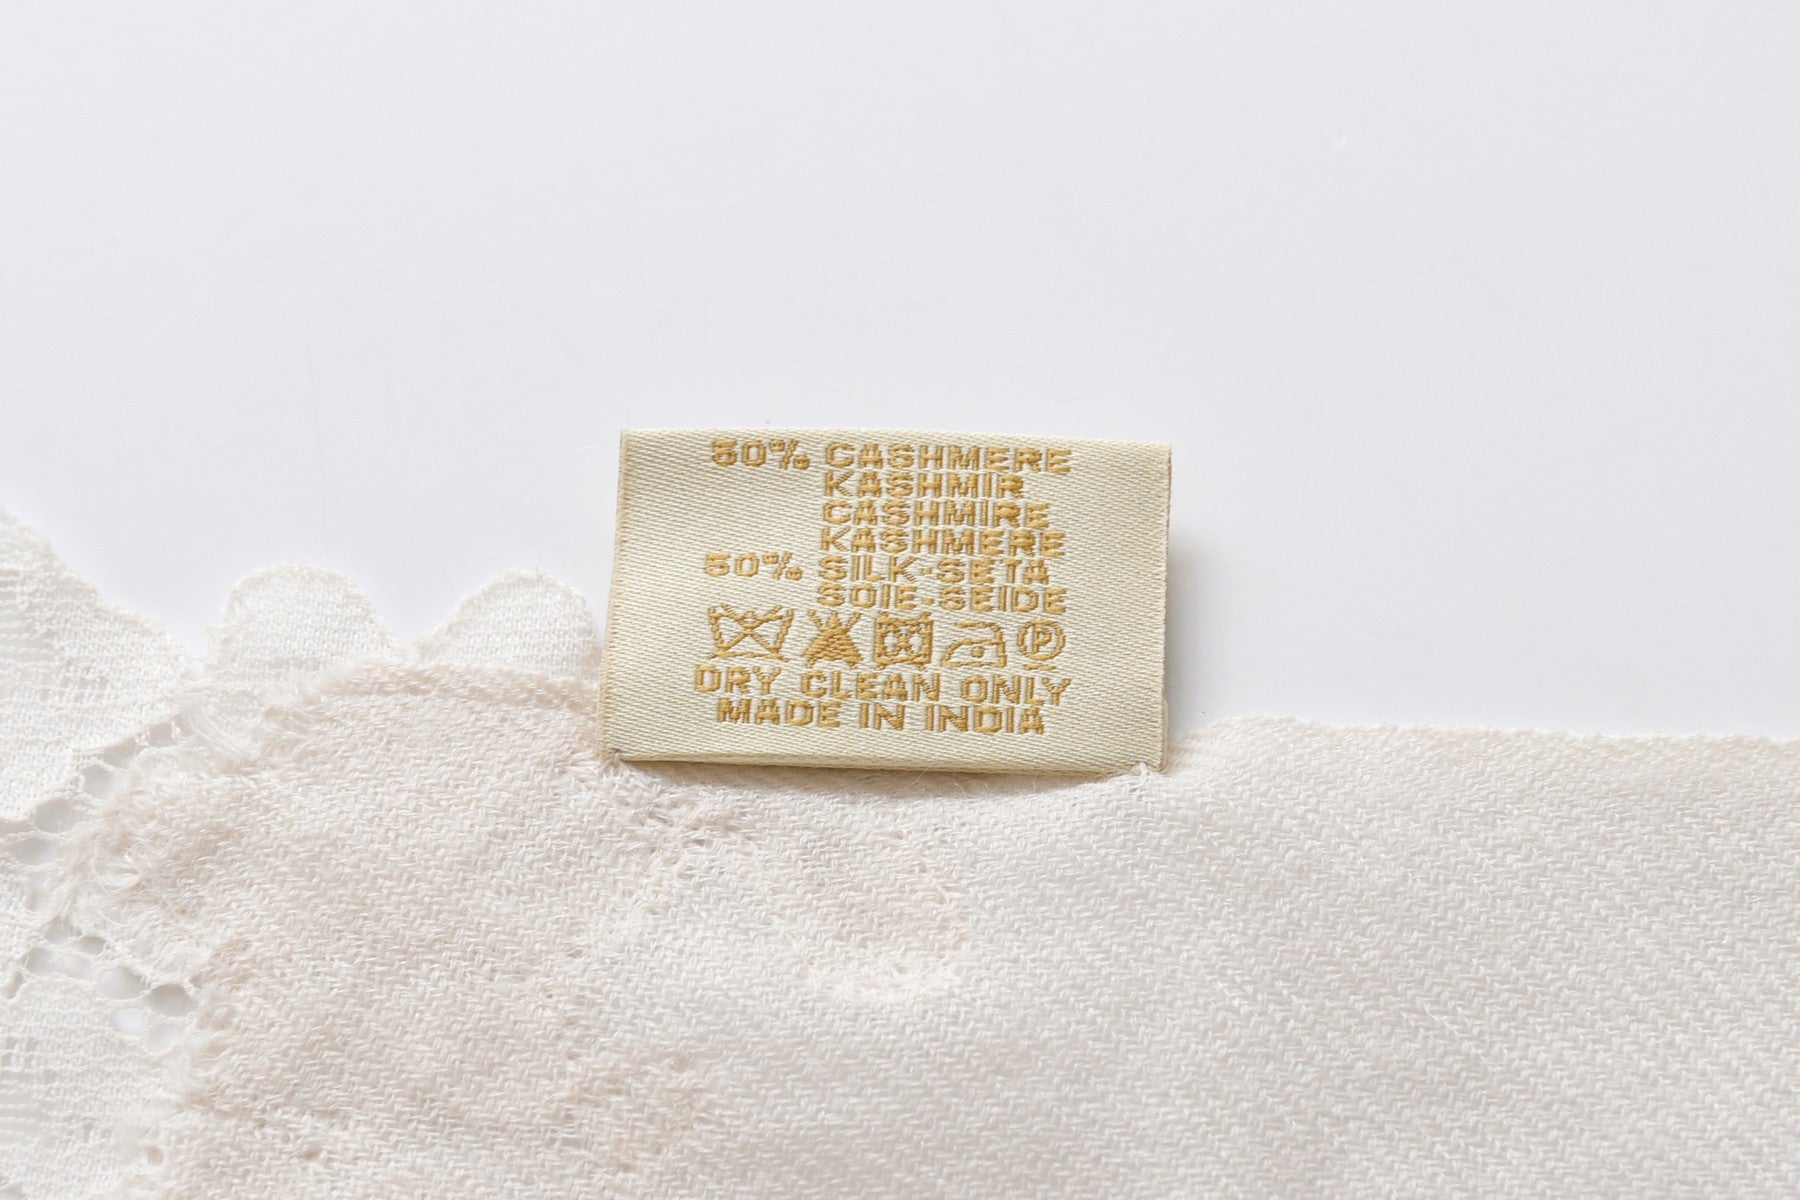 50% CASHMERE
KASHMIR
CASHMIRE
KASHMERE
50% SILK-SETA
SOIE-SEIDE
P
DRY CLEAN ONLY
MADE IN INDIA